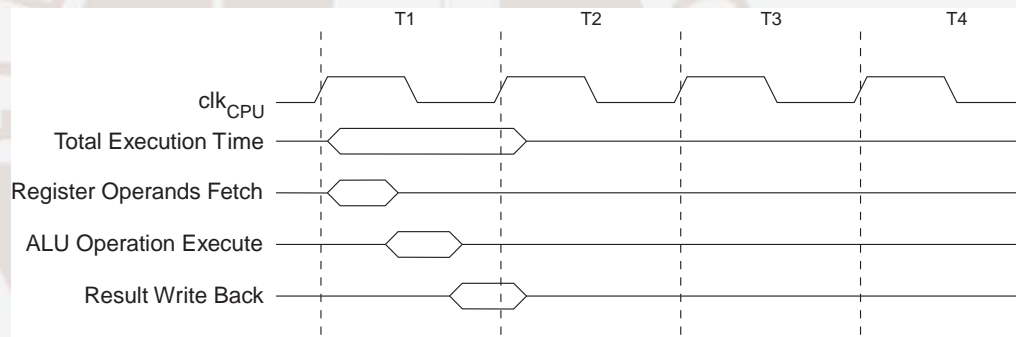 T1 T2 T3 T4
clkCPU
Total Execution Time
Register Operands Fetch
ALU Operation Execute
Result Write Back